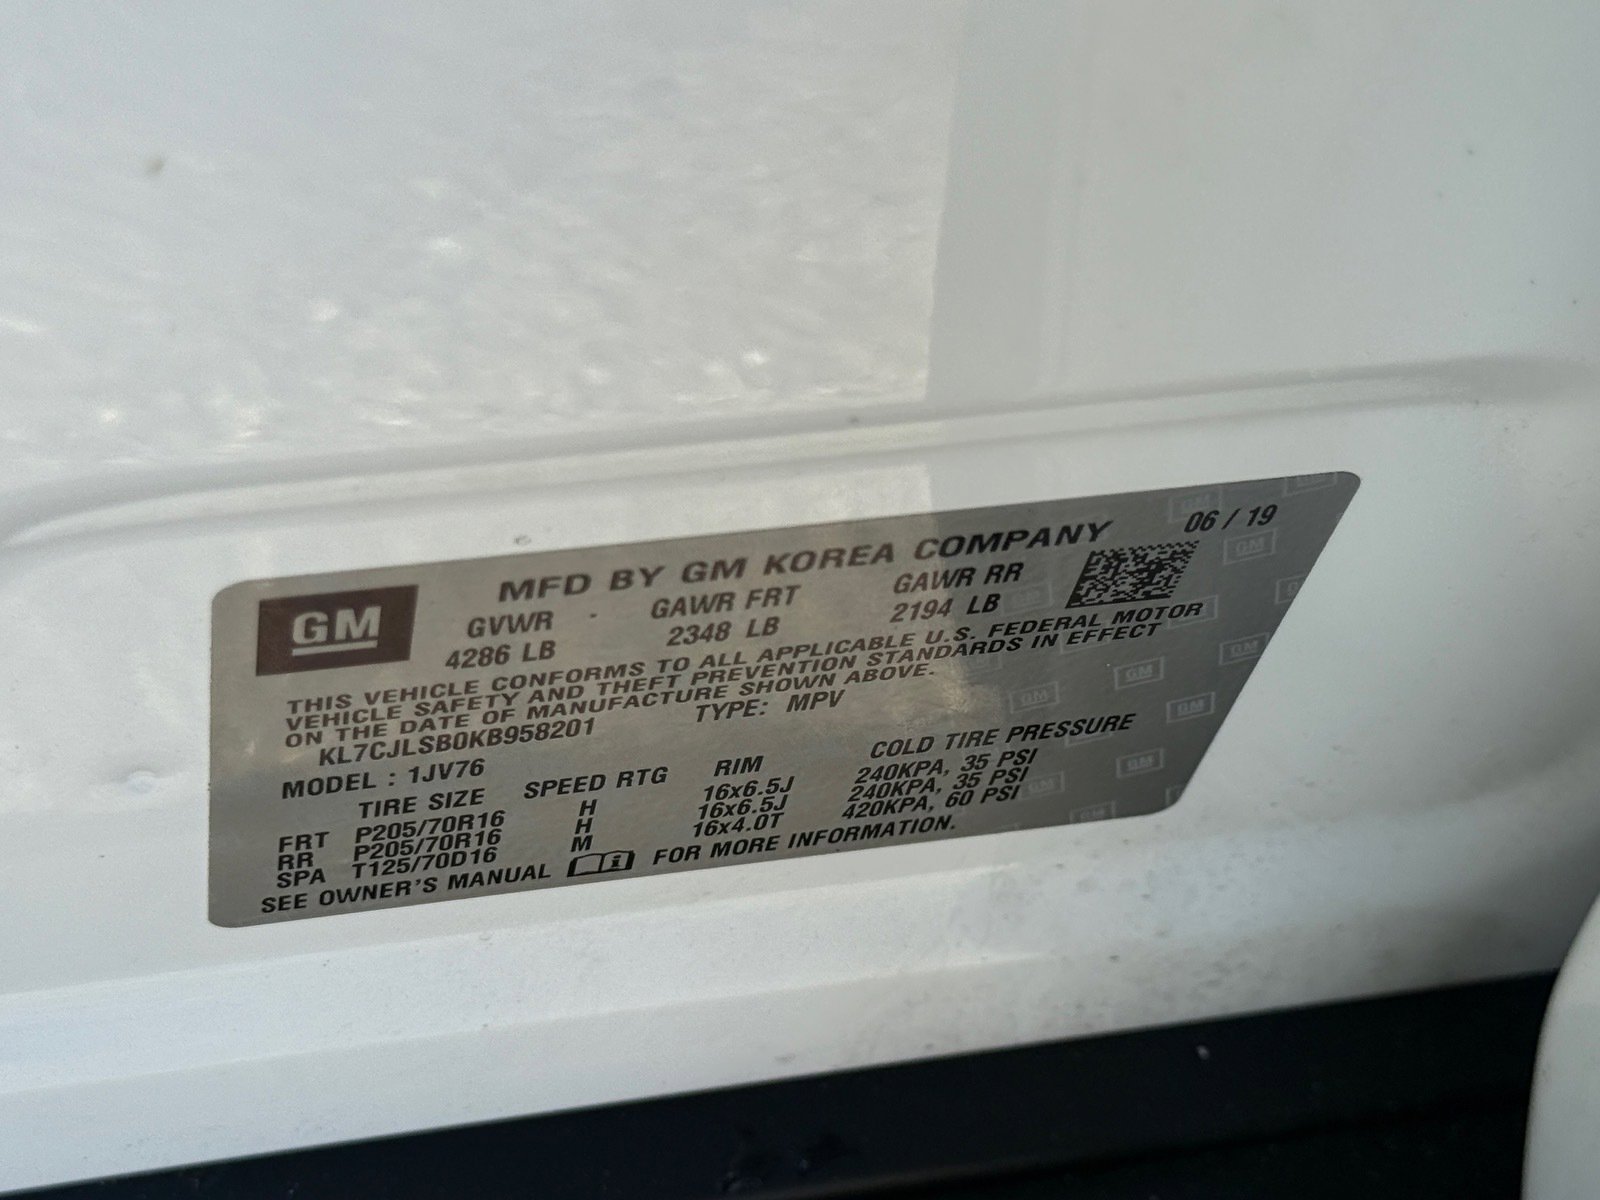 GM
MFD BY GM KOREA COMPANY 06 / 19
GVWR GAWR FRT GAWR RR
4286 LB 2348 LB 2194 LB
THIS VEHICLE CONFORMS TO ALL APPLICABLE U.S. FEDERAL MOTOR
VEHICLE SAFETY AND THEFT PREVENTION STANDARDS IN EFFECT
ON THE DATE OF MANUFACTURE SHOWN ABOVE.
KL7CJLSB0KB958201 TYPE: MPV
MODEL : 1JV76
TIRE SIZE SPEED RTG RIM COLD TIRE PRESSURE
FRT P205/70R16 H 16x6.5J 240KPA, 35 PSI
RR P205/70R16 H 16x6.5J 240KPA, 35 PSI
SPA T125/70D16 M 16x4.0T 420KPA, 60 PSI
SEE OWNER'S MANUAL FOR MORE INFORMATION.